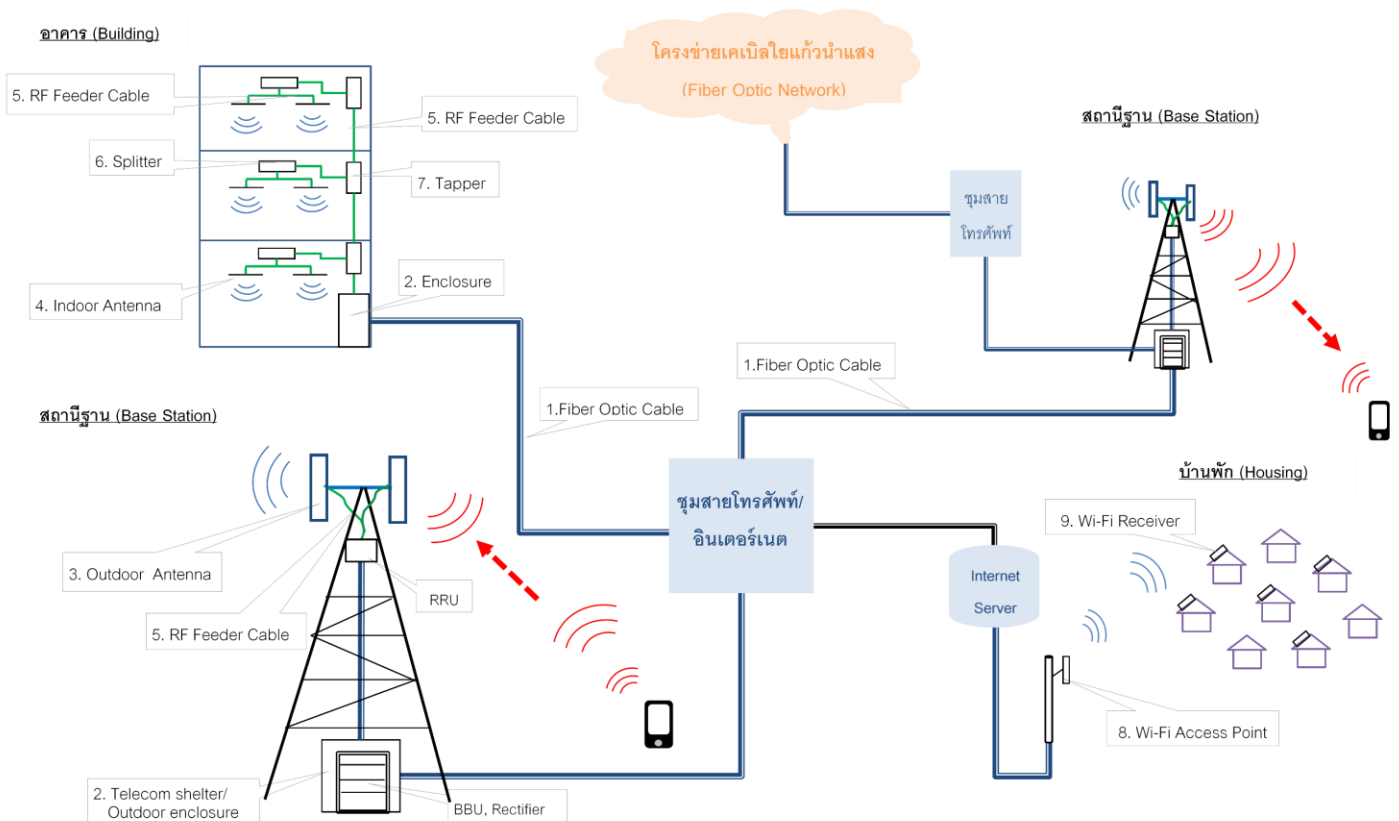 อาคาร (Building)
โครงข่ายเคเบิลใยแก้วนำแสง
(Fiber Optic Network)
5. RF Feeder Cable
5. RF Feeder Cable
สถานีฐาน (Base Station)
6. Splitter
7. Tapper
ชุมสาย
โทรศัพท์
2. Enclosure
4. Indoor Antenna
1.Fiber Optic Cable
1.Fiber Optic Cable
สถานีฐาน (Base Station)
บ้านพัก (Housing)
ชุมสายโทรศัพท์/
อินเตอร์เนต
9. Wi-Fi Receiver
3. Outdoor Antenna
RRU
Internet
Server
5. RF Feeder Cable
8. Wi-Fi Access Point
2. Telecom shelter/
Outdoor enclosure
BBU, Rectifier